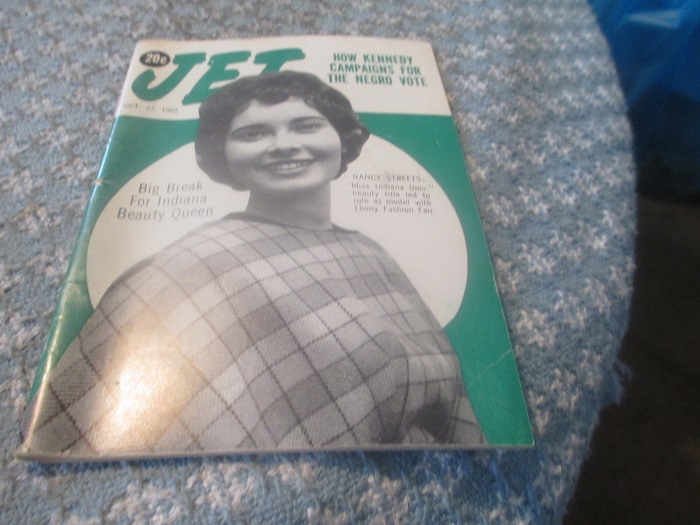 20¢
JET
OCT. 27, 1960
HOW KENNEDY
CAMPAIGNS FOR
THE NEGRO VOTE
Big Break
For Indiana
Beauty Queen
NANCY STREETS:
"Miss Indiana Univ."
beauty title led to
role as model with
Ebony Fashion Fair